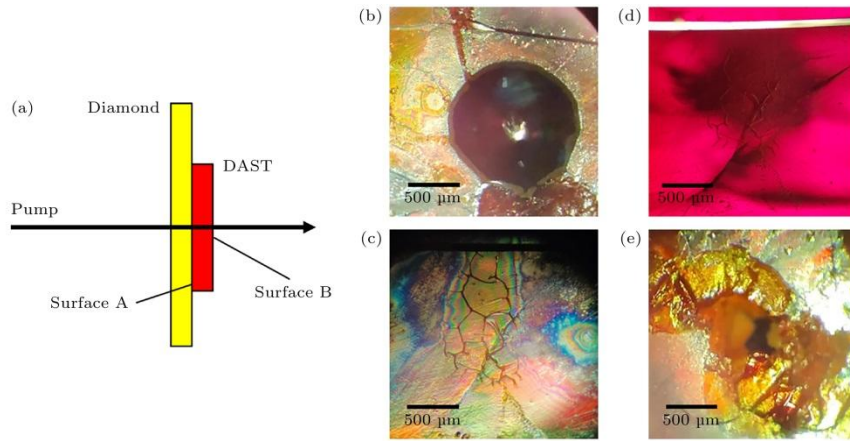 (a)
Diamond
DAST
Pump
Surface A
Surface B
(b)
500 µm
(c)
500 µm
(d)
500 µm
(e)
500 µm